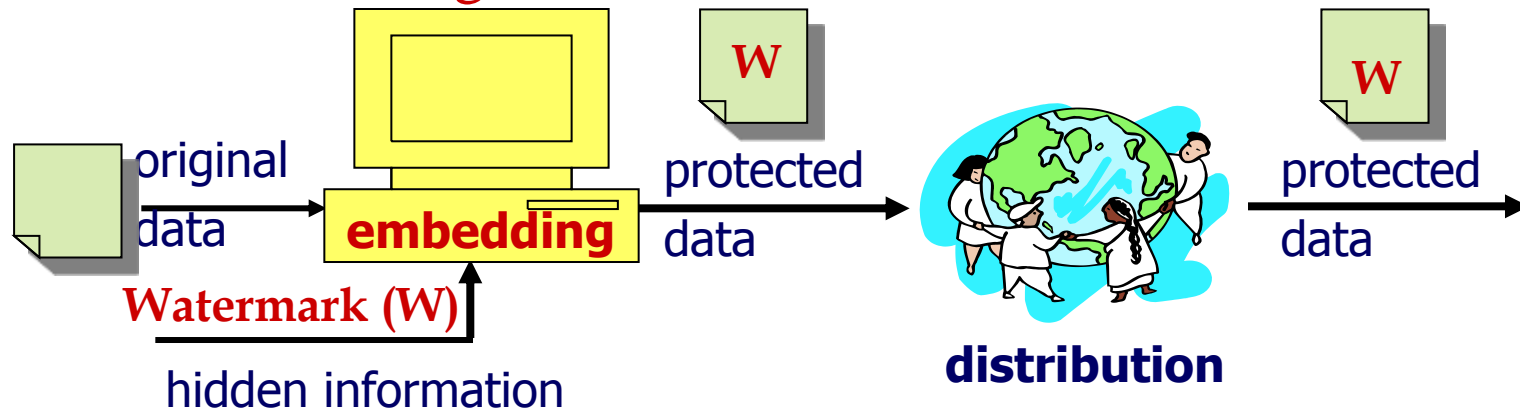 W
W
original
data
embedding
protected
data
protected
data
Watermark (W)
hidden information
distribution